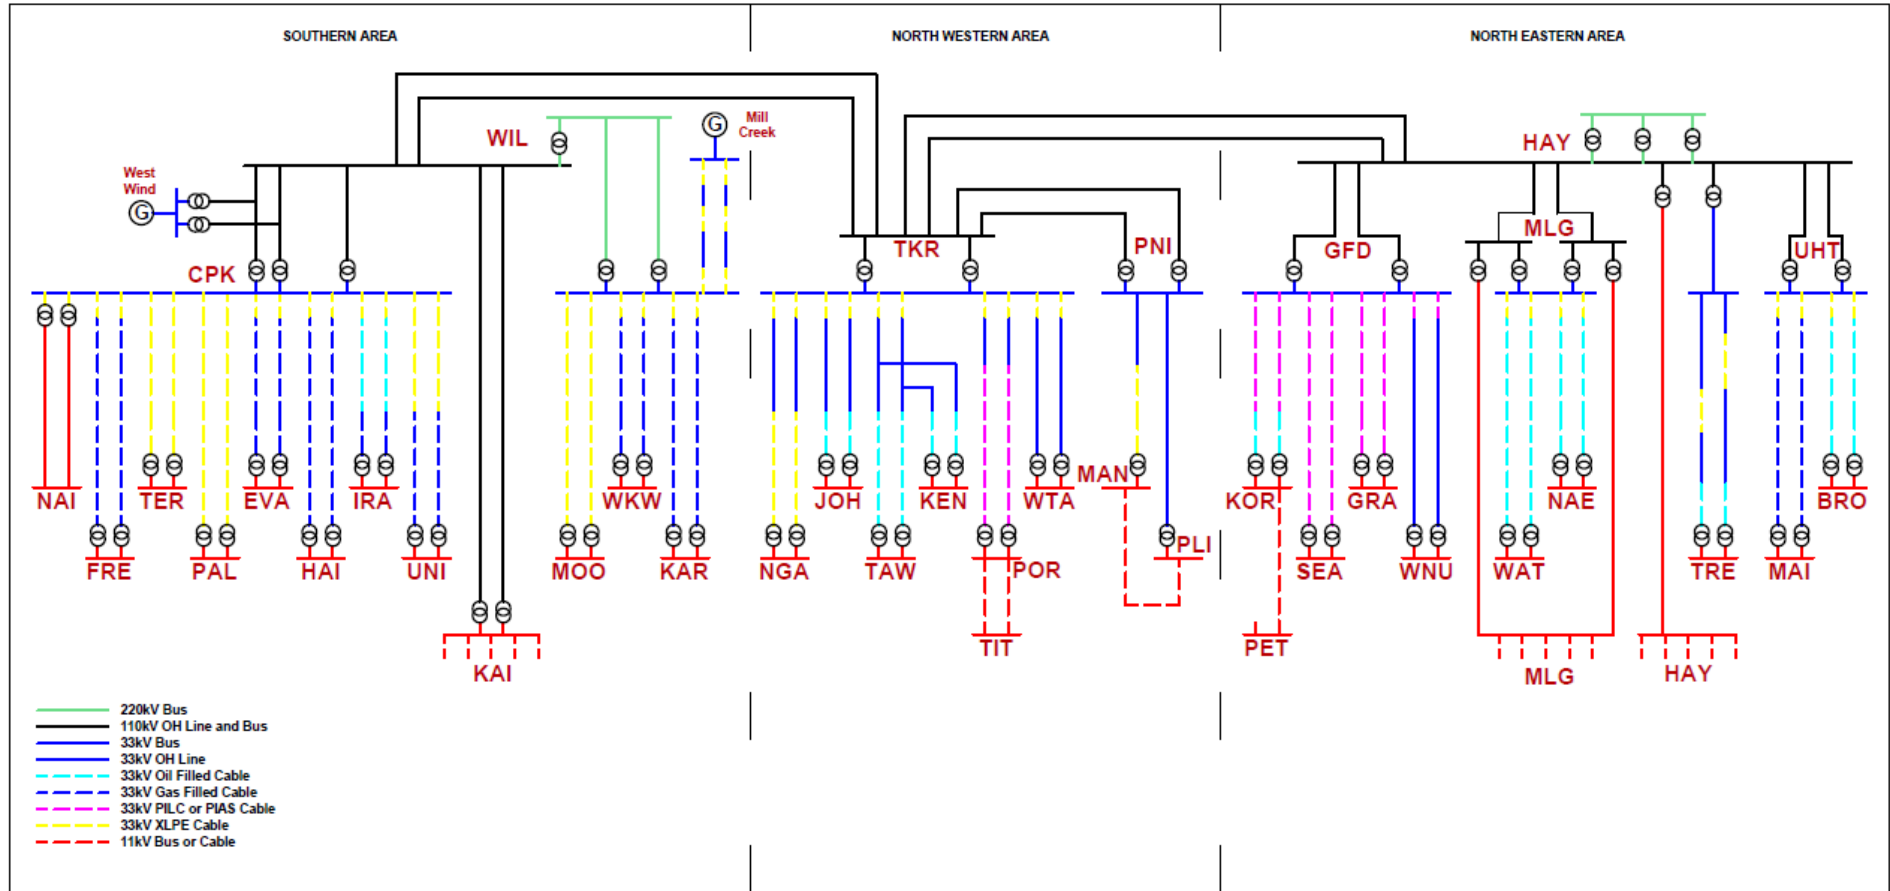 SOUTHERN AREA
NORTH WESTERN AREA
NORTH EASTERN AREA
WIL
G
Mill
Creek
HAY
West
Wind
G
CPK
TKR
PNI
GFD
MLG
UHT
NAI
TER
EVA
IRA
WKW
JOH
KEN
WTA
MAN
KOR
GRA
NAE
BRO
FRE
PAL
HAI
UNI
MOO
KAR
NGA
TAW
POR
PLI
SEA
WNU
WAT
TRE
MAI
KAI
TIT
PET
MLG
HAY
220kV Bus
110kV OH Line and Bus
33kV Bus
33kV OH Line
33kV Oil Filled Cable
33kV Gas Filled Cable
33kV PILC or PIAS Cable
33kV XLPE Cable
11kV Bus or Cable